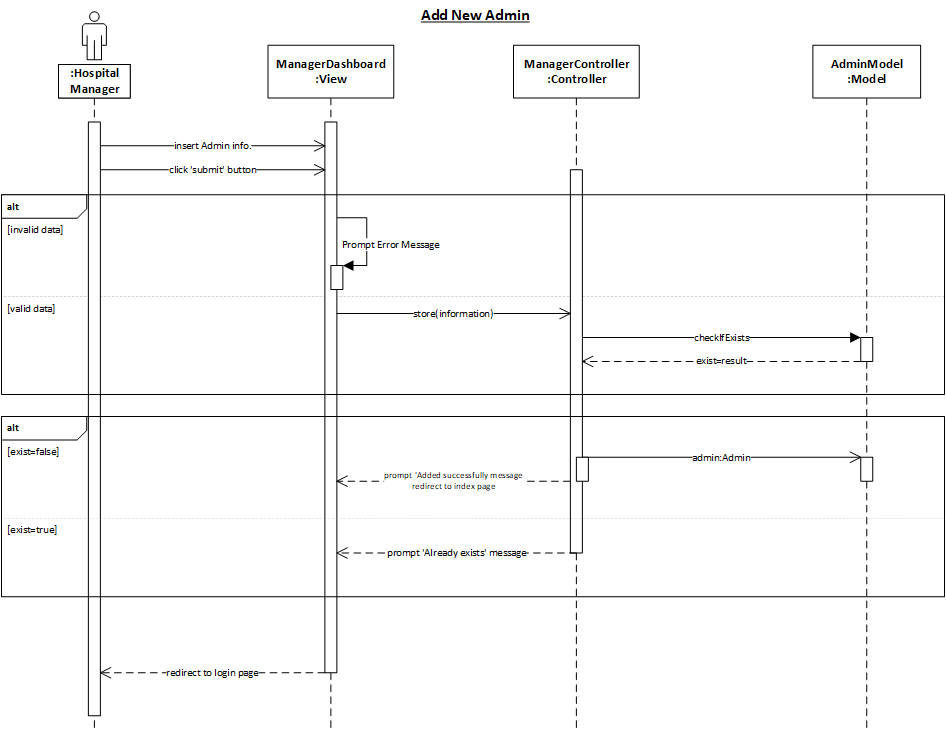 Add New Admin
:Hospital
Manager
ManagerDashboard
:View
ManagerController
:Controller
AdminModel
:Model
insert Admin info.
click 'submit' button
alt
[invalid data]
Prompt Error Message
[valid data]
store(information)
checkIfExists
exist=result
alt
[exist=false]
admin:Admin
prompt 'Added successfully message
redirect to index page
[exist=true]
prompt 'Already exists' message
redirect to login page